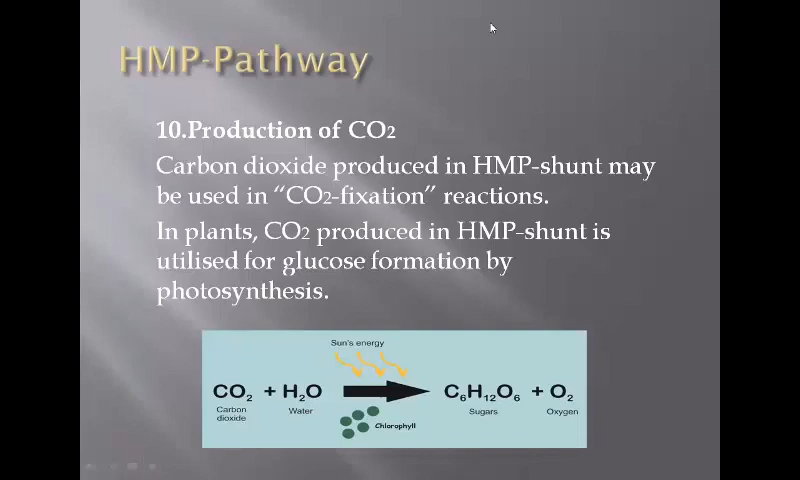 HMP-Pathway
10.Production of CO2
Carbon dioxide produced in HMP-shunt may
be used in “CO2-fixation” reactions.
In plants, CO2 produced in HMP-shunt is
utilised for glucose formation by
photosynthesis.
Sun's energy
CO2 + H2O C6H12O6 + O2
Carbon dioxide Water Sugars Oxygen
Chlorophyll